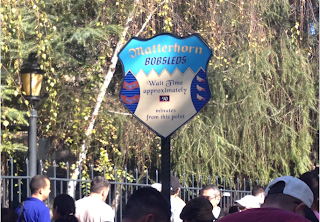 Matterhorn
BOBSLEDS
Wait Time
approximately
minutes
from this point